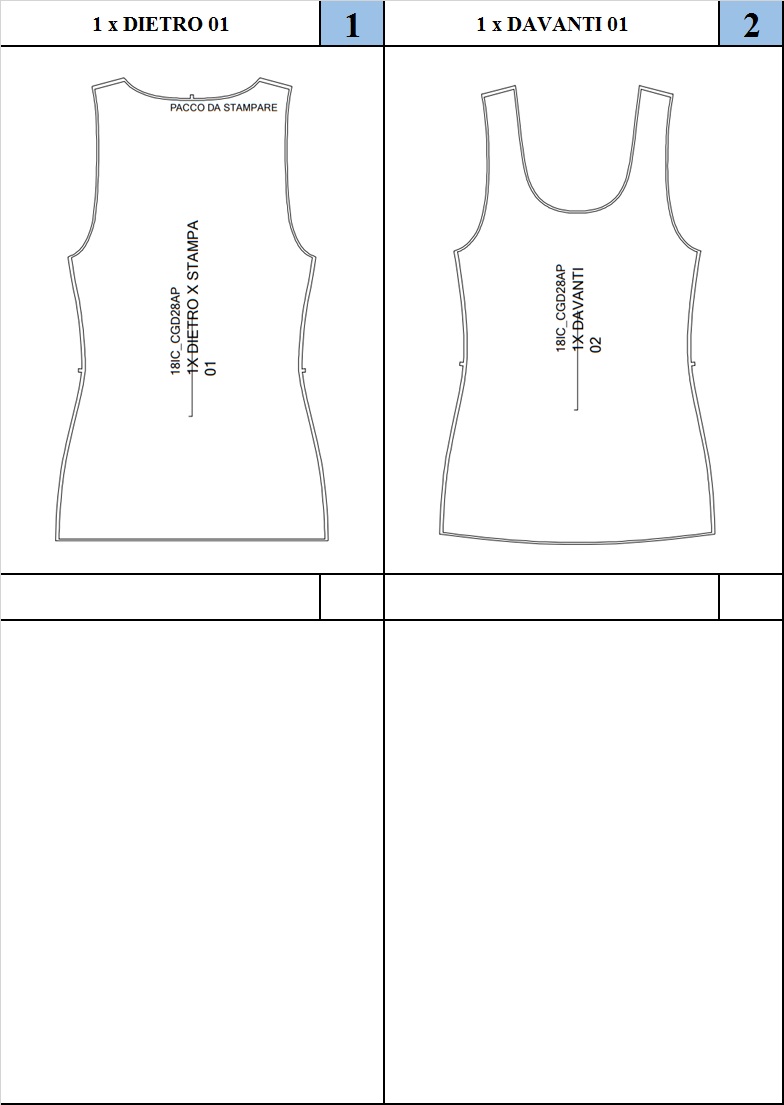 1 x DIETRO 01
1
1 x DAVANTI 01
2
PACCO DA STAMPARE
18IC_CGD28AP
1X DIETRO X STAMPA
01
18IC_CGD28AP
1X DAVANTI
02